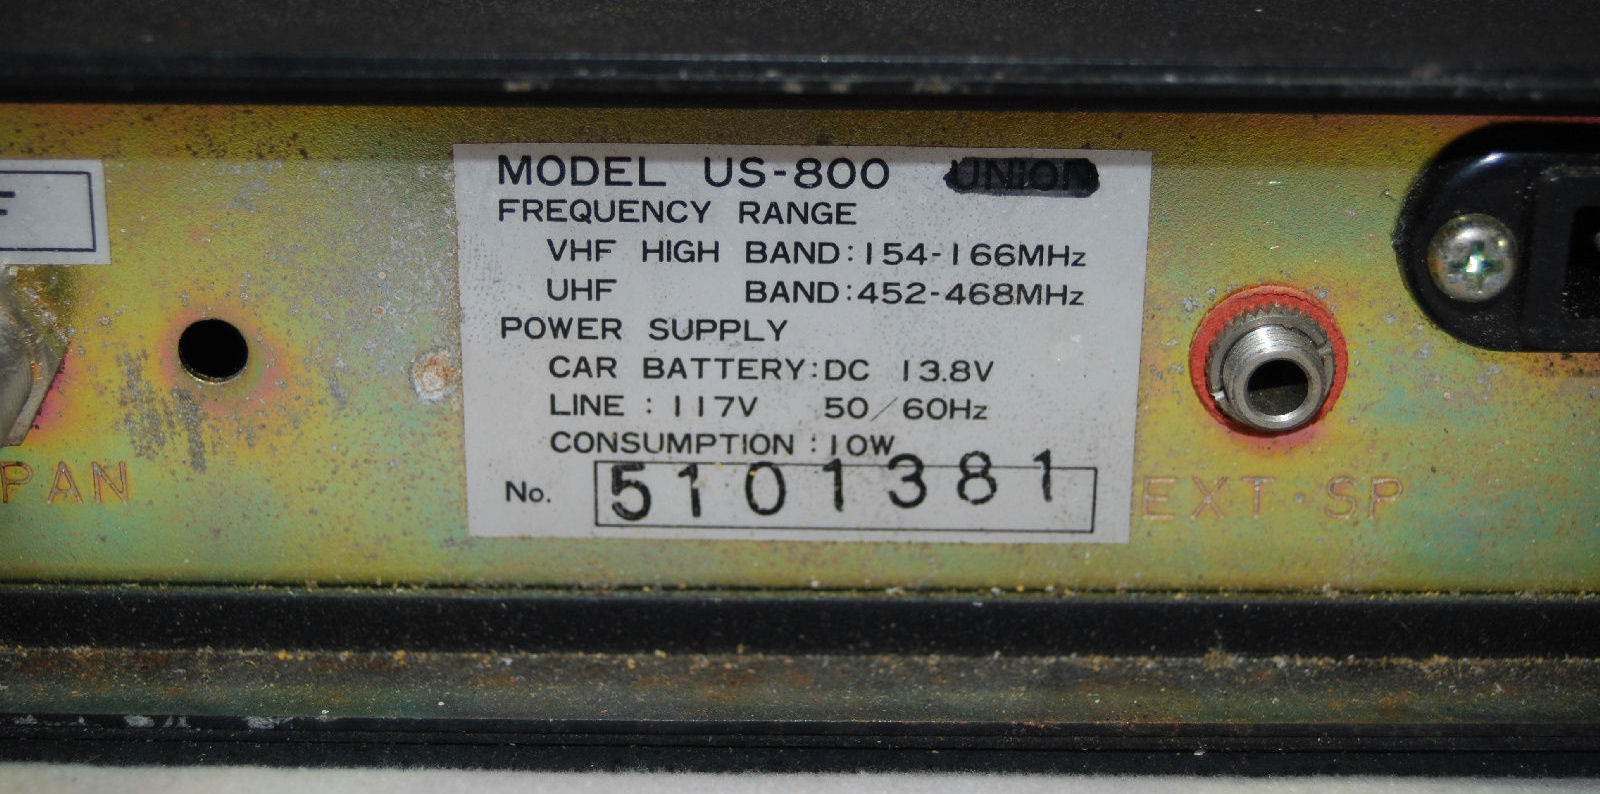 MODEL US-800 UNION
FREQUENCY RANGE
VHF HIGH BAND:154-166MHz
UHF BAND:452-468MHz
POWER SUPPLY
CAR BATTERY:DC 13.8V
LINE : 117V 50/60Hz
CONSUMPTION :10W
No. 5101381
F
PAN
EXT·SP